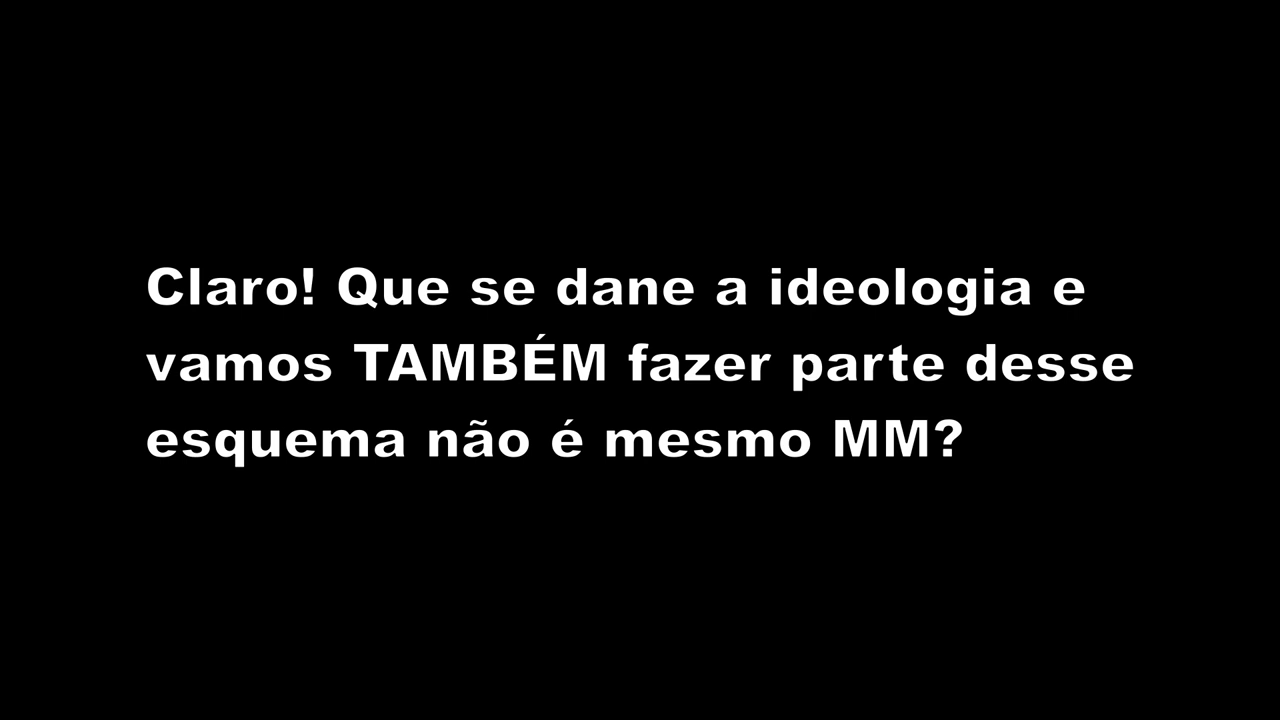 Claro! Que se dane a ideologia e
vamos TAMBÉM fazer parte desse
esquema não é mesmo MM?